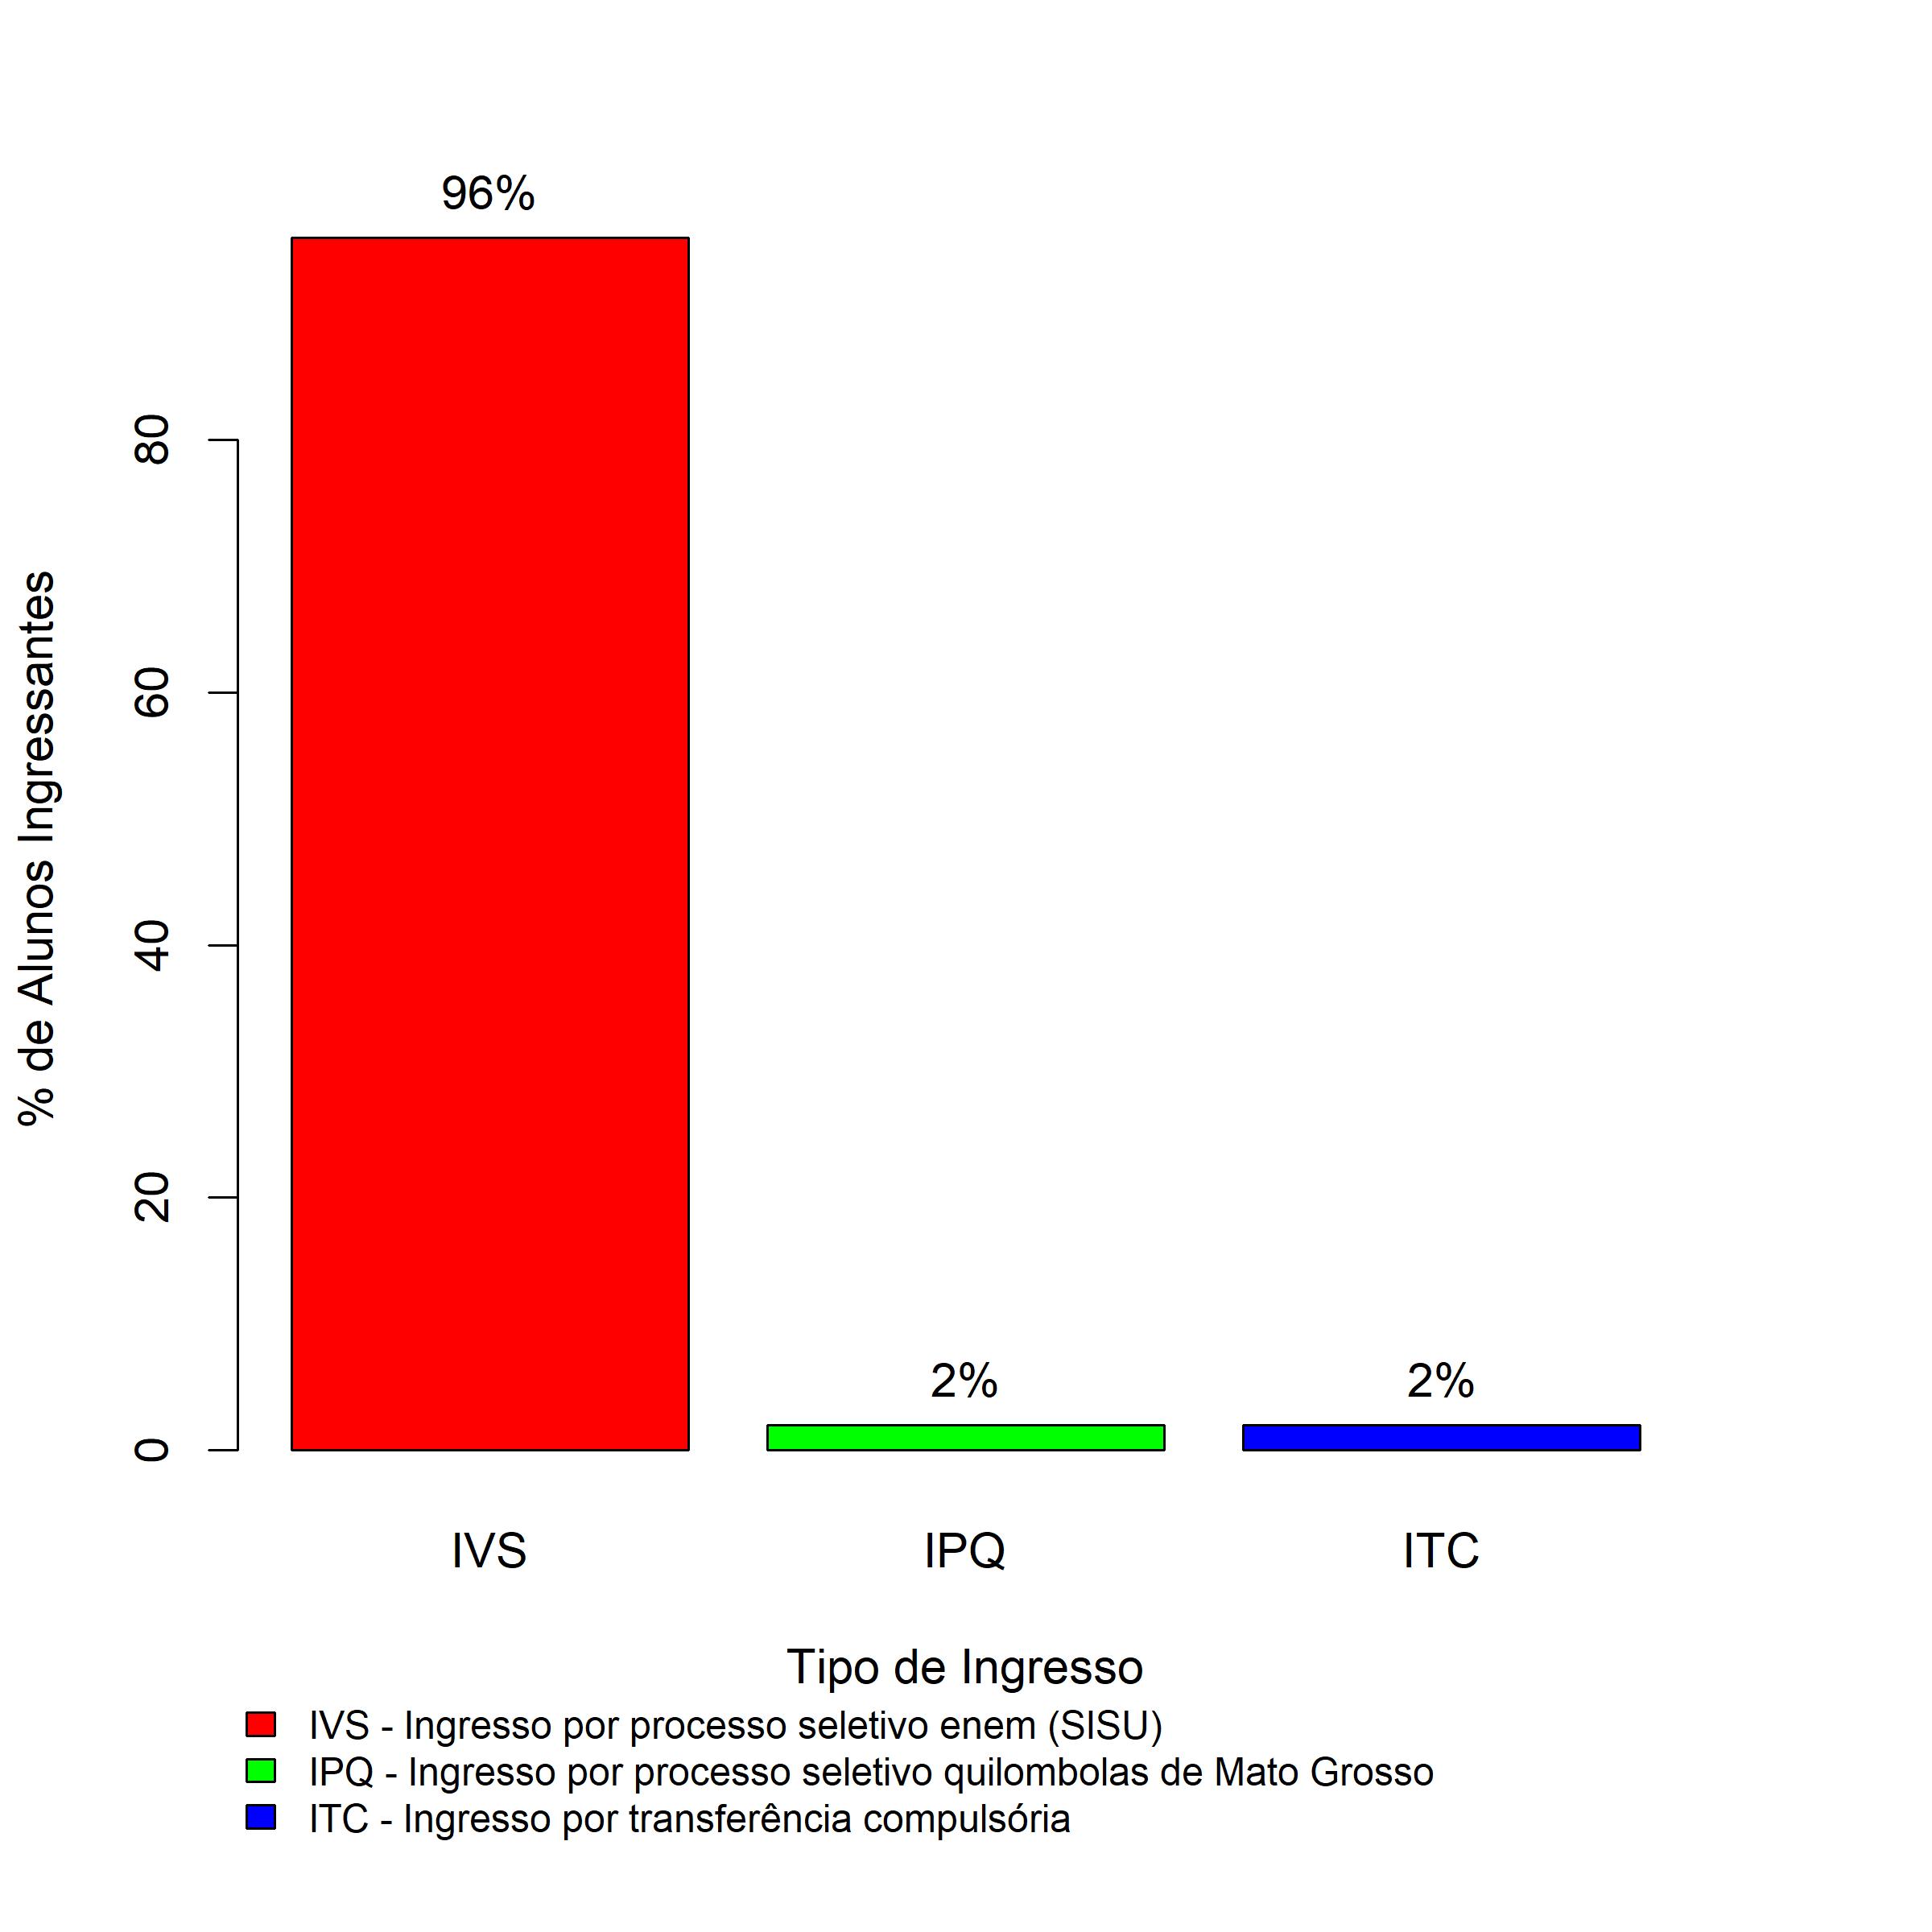 96%
80
60
40
20
0
% de Alunos Ingressantes
2%
2%
IVS
IPQ
ITC
Tipo de Ingresso
IVS - Ingresso por processo seletivo enem (SISU)
IPQ - Ingresso por processo seletivo quilombolas de Mato Grosso
ITC - Ingresso por transferência compulsória